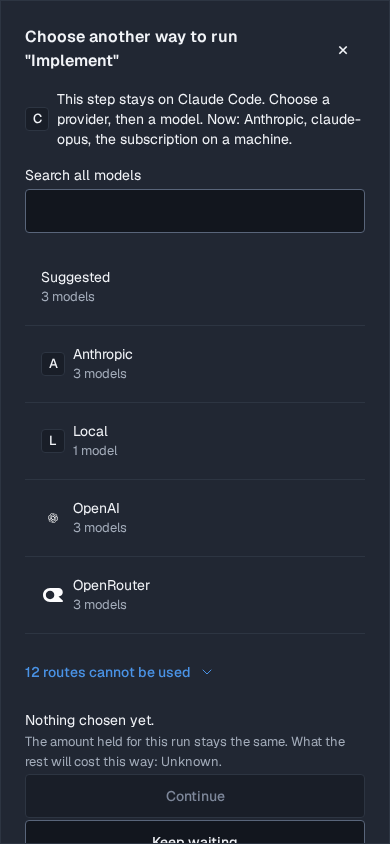 Choose another way to run
"Implement"
C
This step stays on Claude Code. Choose a
provider, then a model. Now: Anthropic, claude-
opus, the subscription on a machine.
Search all models
Suggested
3 models
A
Anthropic
3 models
L
Local
1 model
OpenAI
3 models
OpenRouter
3 models
12 routes cannot be used
Nothing chosen yet.
The amount held for this run stays the same. What the
rest will cost this way: Unknown.
Continue
Keep waiting